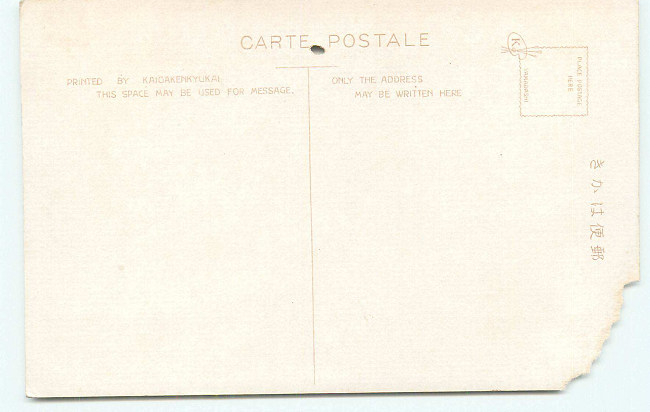 CARTE POSTALE
PRINTED BY KAIGAKENKYUKAI
THIS SPACE MAY BE USED FOR MESSAGE.
ONLY THE ADDRESS
MAY BE WRITTEN HERE
K
PLACE POSTAGE
HERE
きかは便郵